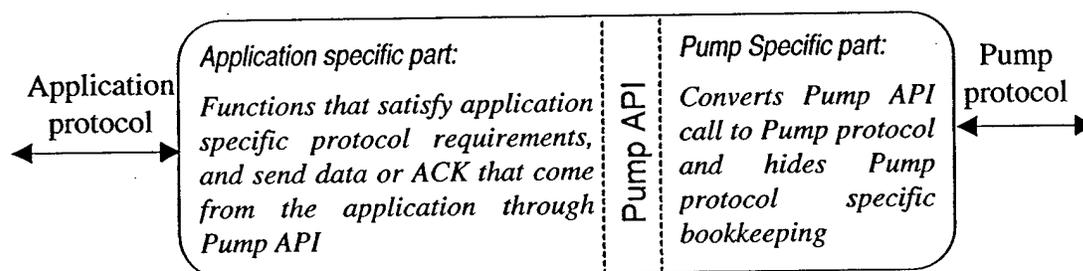 Application
protocol
Application specific part:
Functions that satisfy application
specific protocol requirements,
and send data or ACK that come
from the application through
Pump API
Pump API
Pump Specific part:
Converts Pump API
call to Pump protocol
and hides Pump
protocol specific
bookkeeping
Pump
protocol